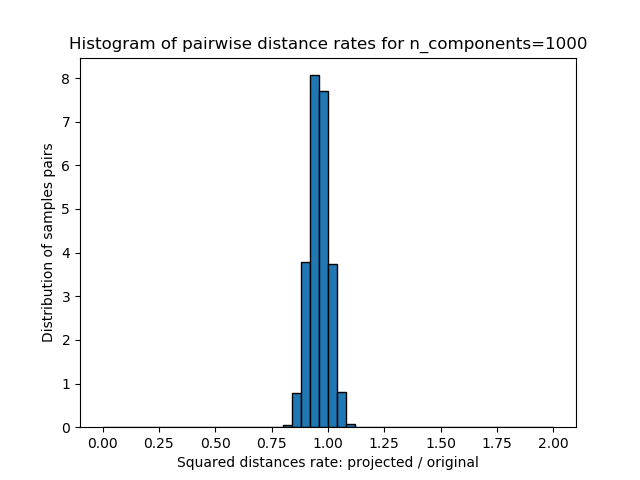 Histogram of pairwise distance rates for n_components=1000
8
7
6
5
4
3
2
1
0
Distribution of samples pairs
0.00 0.25 0.50 0.75 1.00 1.25 1.50 1.75 2.00
Squared distances rate: projected / original